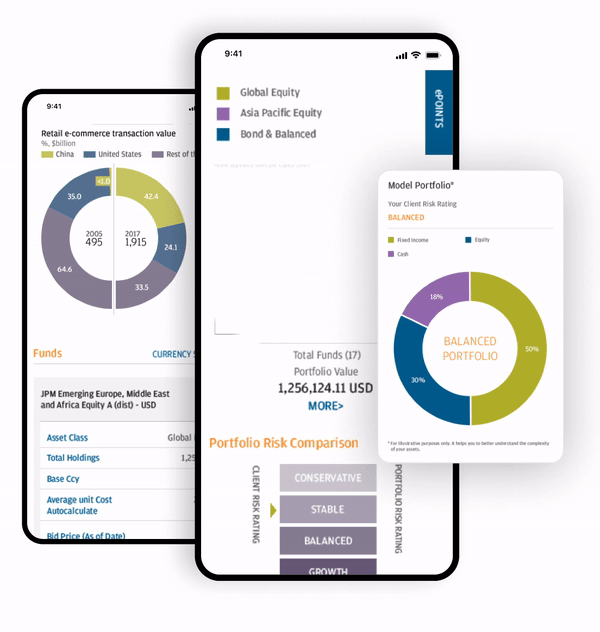 9:41
Retail e-commerce transaction value
%, $billion
China
United States
Rest of th
<1.0
35.0
42.4
2005
495
2017
1,915
24.1
64.6
33.5
Funds
CURRENCY
JPM Emerging Europe, Middle East
and Africa Equity A (dist) - USD
Asset Class
Global
Total Holdings
1,25
Base Ccy
Average unit Cost
Autocalculate
Bid Price (As of Date)
9:41
Global Equity
Asia Pacific Equity
Bond & Balanced
ePOINTS
Total Funds (17)
Portfolio Value
1,256,124.11 USD
MORE>
Portfolio Risk Comparison
CLIENT RISK RATING
CONSERVATIVE
STABLE
BALANCED
GROWTH
PORTFOLIO RISK RATING
Model Portfolio*
Your Client Risk Rating
BALANCED
Fixed Income
Equity
Cash
18%
50%
30%
BALANCED
PORTFOLIO
* For illustrative purposes only. It helps you to better understand the complexity
of your assets.